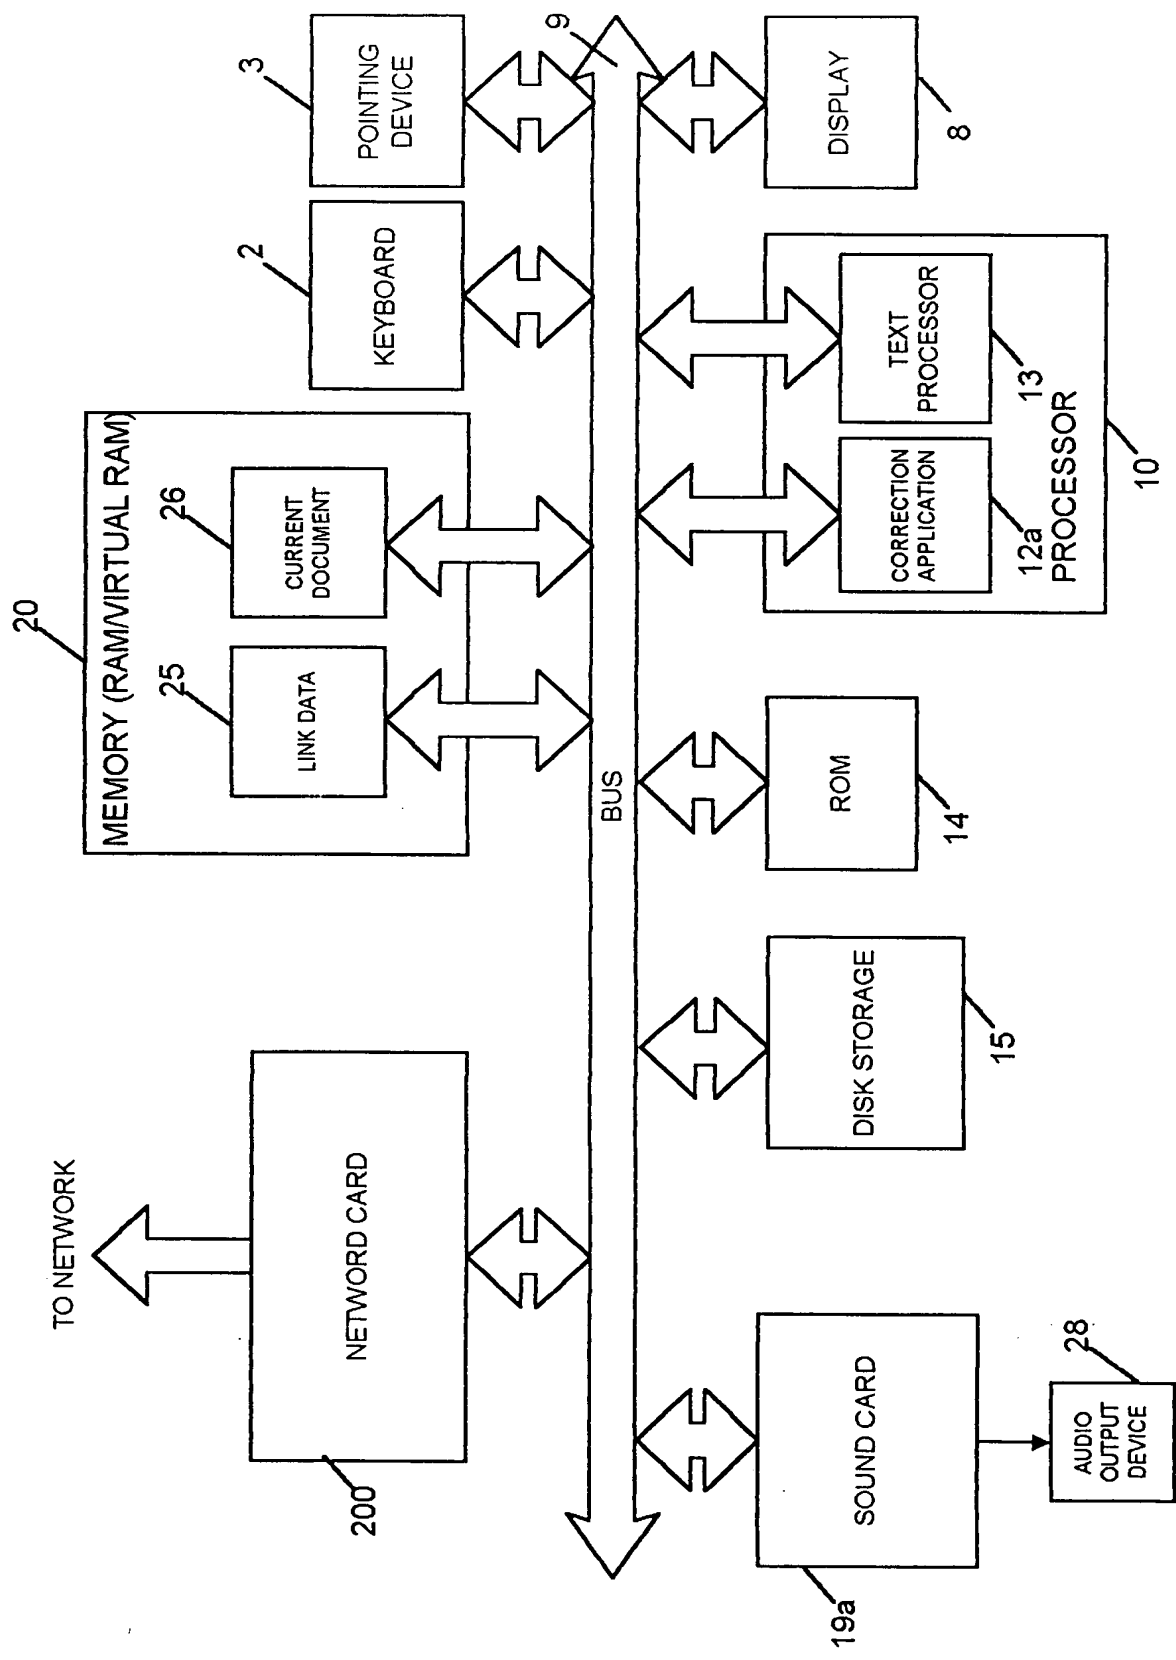 TO NETWORK
NETWORD CARD
200
20
MEMORY (RAM/VIRTUAL RAM)
25
LINK DATA
26
CURRENT
DOCUMENT
2
KEYBOARD
3
POINTING
DEVICE
9
BUS
SOUND CARD
19a
AUDIO
OUTPUT
DEVICE
28
DISK STORAGE
15
ROM
14
CORRECTION
APPLICATION
12a
TEXT
PROCESSOR
13
PROCESSOR
10
DISPLAY
8